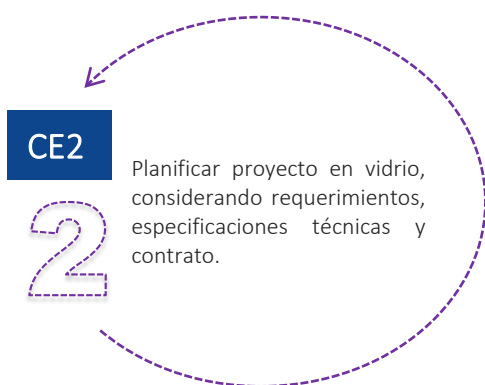 CE2
2
Planificar proyecto en vidrio,
considerando requerimientos,
especificaciones técnicas y
contrato.